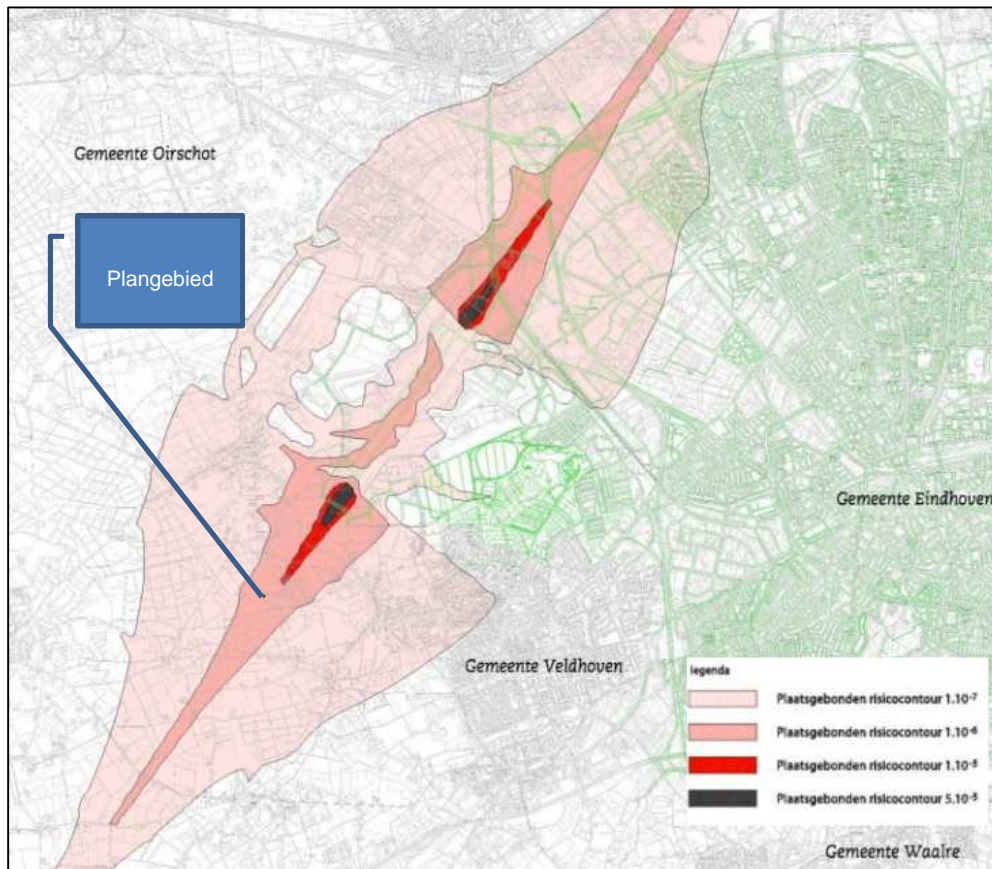 Gemeente Oirschot
Plangebied
Gemeente Eindhoven
Gemeente Veldhoven
legenda
Plaatsgebonden risicocontour 1.10⁻⁷
Plaatsgebonden risicocontour 1.10⁻⁶
Plaatsgebonden risicocontour 1.10⁻⁵
Plaatsgebonden risicocontour 5.10⁻⁵
Gemeente Waalre